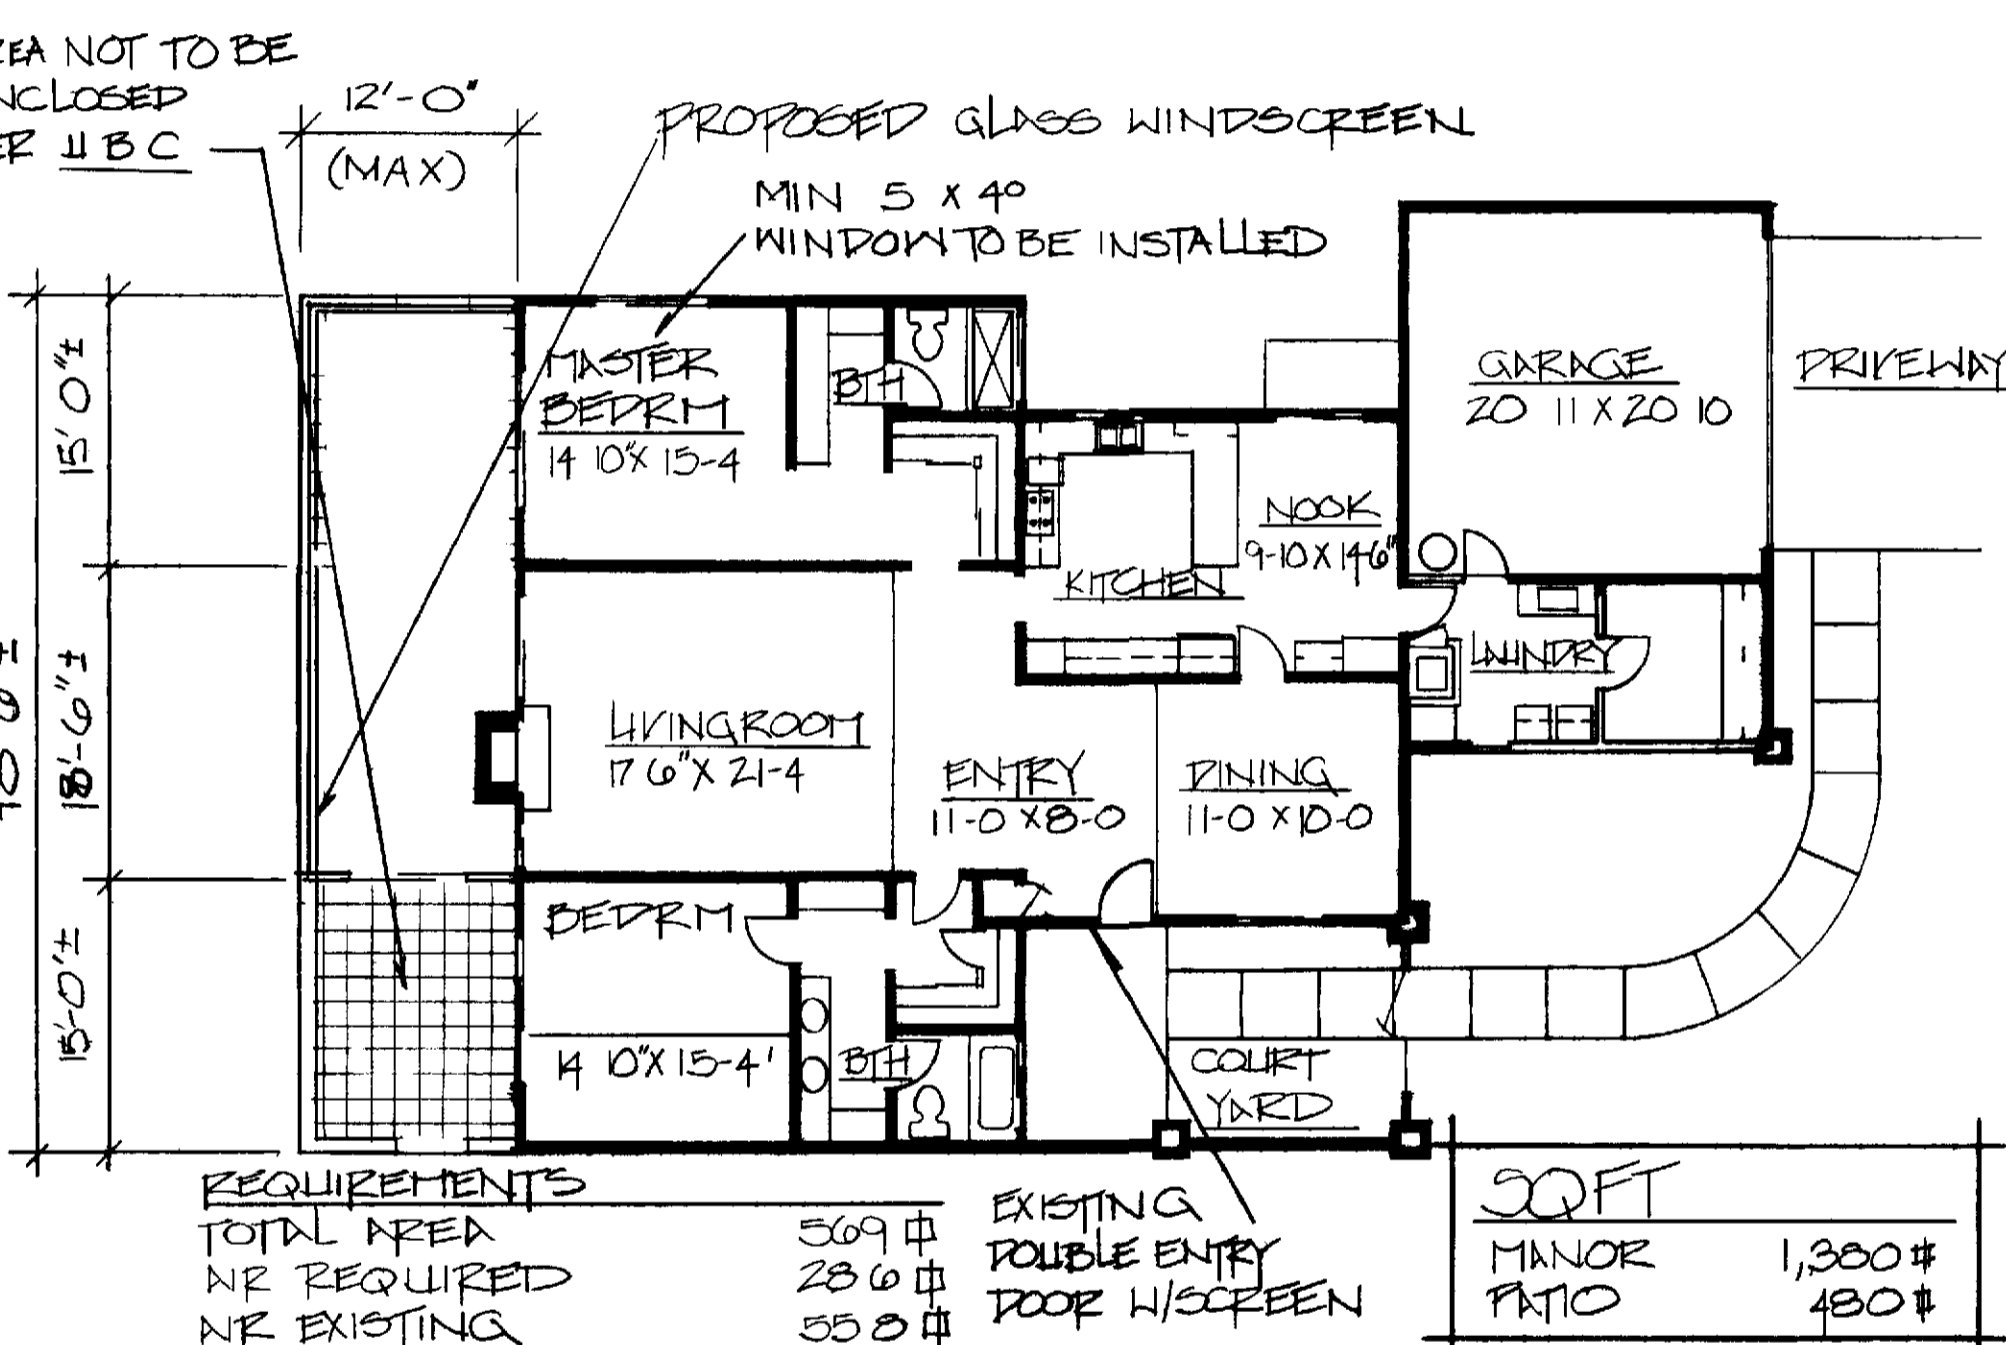 NOT TO BE
12'-0"
(MAX)
UBC
PROPOSED GLASS WINDSCREEN
MIN 5 X 4⁰
WINDOW TO BE INSTALLED
15' 0"±
18'-6"±
15'-0'±
MASTER
BEDRM
14 10"X 15-4
BTH
GARAGE
20 11 X 20 10
DRIVEWAY
NOOK
9-10 X 14-6"
KITCHEN
LAUNDRY
LIVINGROOM
17 6"X 21-4
ENTRY
11-0 X 8-0
DINING
11-0 X 10-0
BEDRM
14 10"X 15-4'
BTH
COURT
YARD
REQUIREMENTS
TOTAL AREA 569
AIR REQUIRED 286
AIR EXISTING 558
EXISTING
DOUBLE ENTRY
DOOR W/SCREEN
SQ FT
MANOR 1,380
PATIO 480